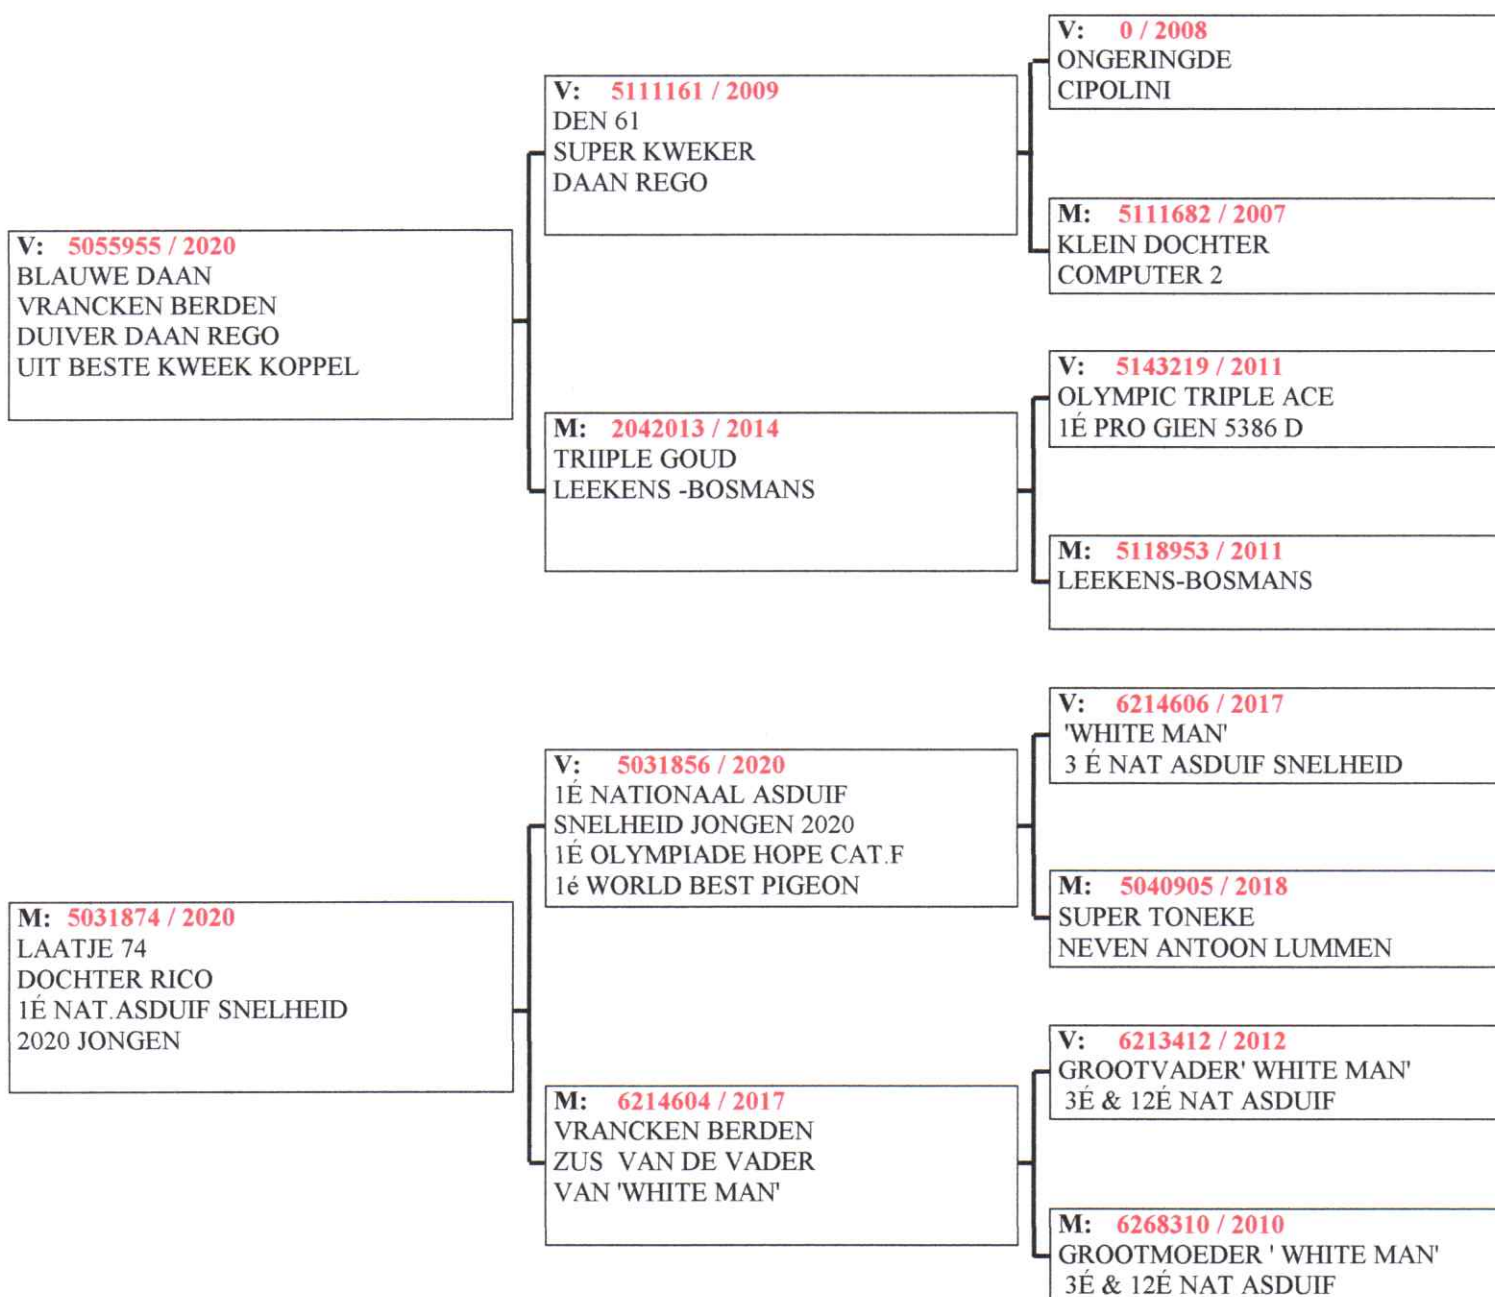 V: 5055955 / 2020
BLAUWE DAAN
VRANCKEN BERDEN
DUIVER DAAN REGO
UIT BESTE KWEEK KOPPEL
M: 5031874 / 2020
LAATJE 74
DOCHTER RICO
1É NAT.ASDUIF SNELHEID
2020 JONGEN
V: 5111161 / 2009
DEN 61
SUPER KWEKER
DAAN REGO
M: 2042013 / 2014
TRIIPLE GOUD
LEEKENS -BOSMANS
V: 5031856 / 2020
1É NATIONAAL ASDUIF
SNELHEID JONGEN 2020
1É OLYMPIADE HOPE CAT.F
1é WORLD BEST PIGEON
M: 6214604 / 2017
VRANCKEN BERDEN
ZUS VAN DE VADER
VAN 'WHITE MAN'
V: 0 / 2008
ONGERINGDE
CIPOLINI
M: 5111682 / 2007
KLEIN DOCHTER
COMPUTER 2
V: 5143219 / 2011
OLYMPIC TRIPLE ACE
1É PRO GIEN 5386 D
M: 5118953 / 2011
LEEKENS-BOSMANS
V: 6214606 / 2017
'WHITE MAN'
3 É NAT ASDUIF SNELHEID
M: 5040905 / 2018
SUPER TONEKE
NEVEN ANTOON LUMMEN
V: 6213412 / 2012
GROOTVADER' WHITE MAN'
3É & 12É NAT ASDUIF
M: 6268310 / 2010
GROOTMOEDER ' WHITE MAN'
3É & 12É NAT ASDUIF